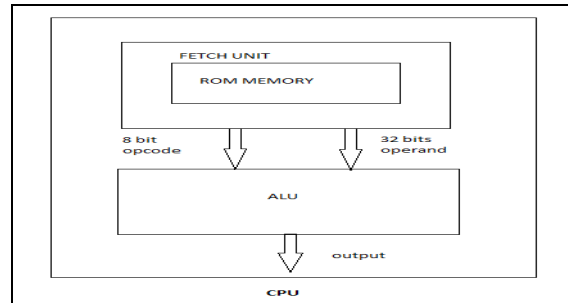 FETCH UNIT
ROM MEMORY
8 bit
opcode
32 bits
operand
ALU
output
CPU